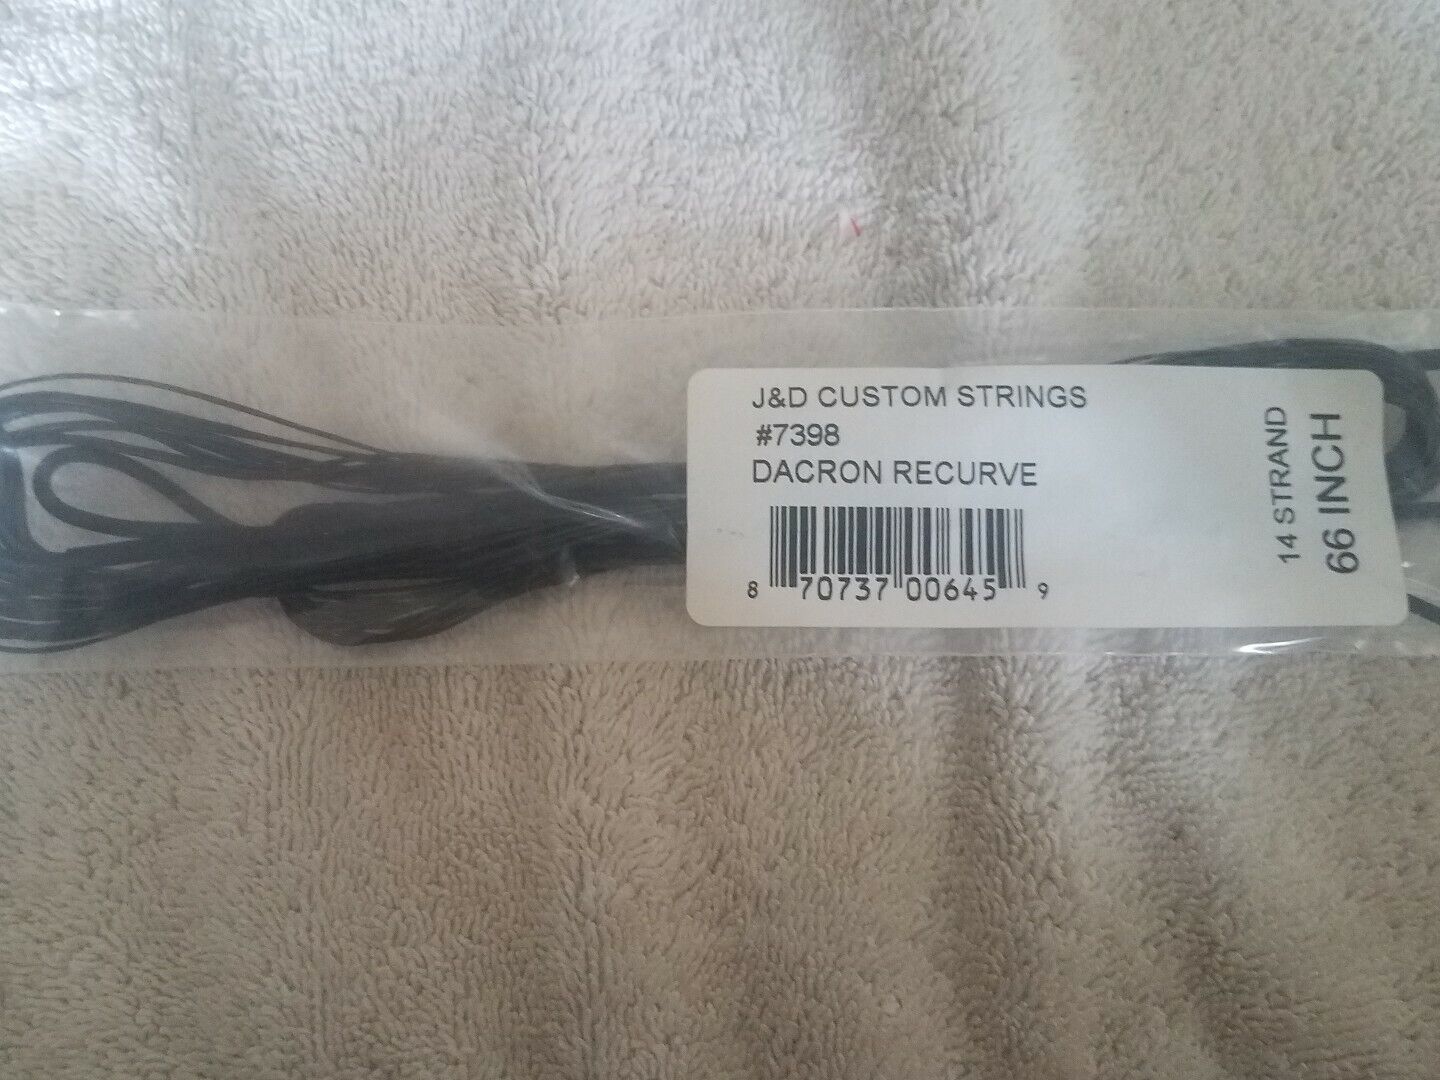 J&D CUSTOM STRINGS
#7398
DACRON RECURVE
8 70737 00645 9
14 STRAND
66 INCH